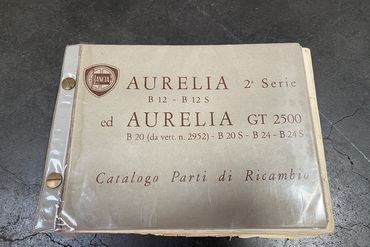 LANCIA
AURELIA 2ª Serie
B 12 - B 12 S
ed AURELIA GT 2500
B 20 (da vett. n. 2952) - B 20 S - B 24 - B 24 S
Catalogo Parti di Ricambio